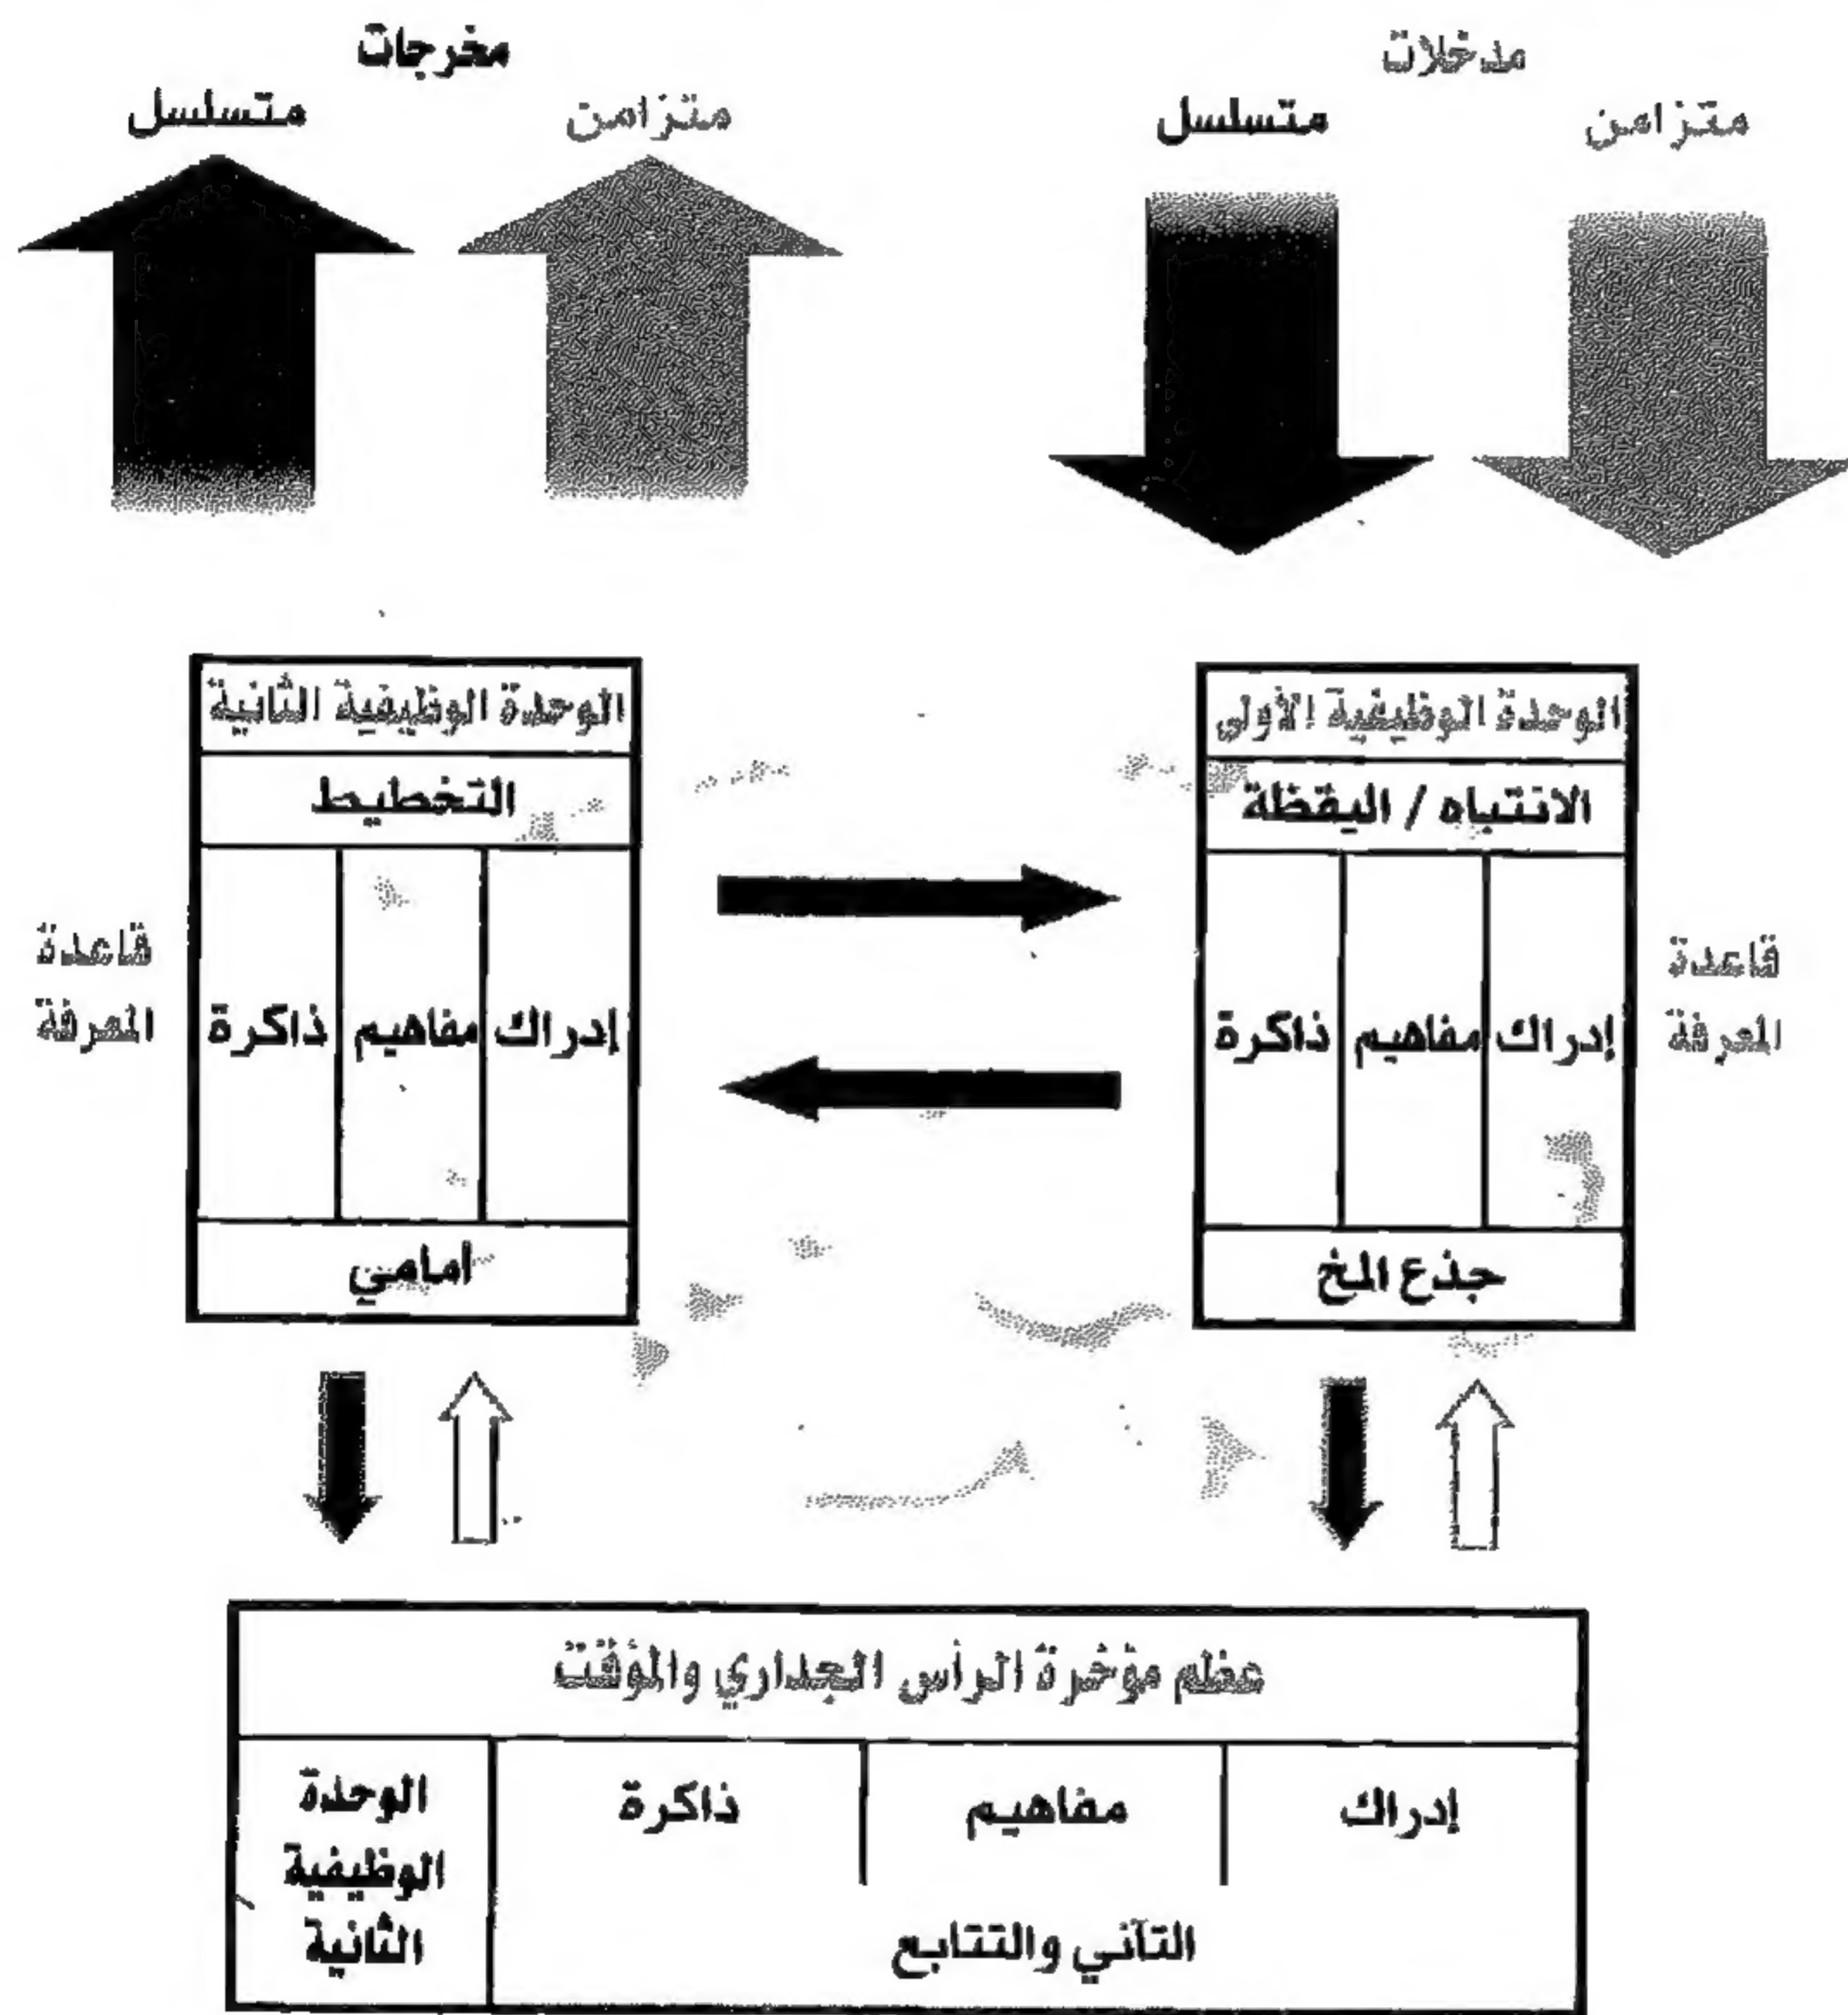 مدخلات
متزامن
متسلسل
مخرجات
متزامن
متسلسل
الوحدة الوظيفية الأولى
الانتباه / اليقظة
إدراك
مفاهيم
ذاكرة
جذع المخ
قاعدة
المعرفة
الوحدة الوظيفية الثانية
التخطيط
إدراك
مفاهيم
ذاكرة
أمامي
قاعدة
المعرفة
عظم مؤخرة الرأس الجداري والمؤقت
إدراك
مفاهيم
ذاكرة
التآني والتتابع
الوحدة
الوظيفية
الثانية